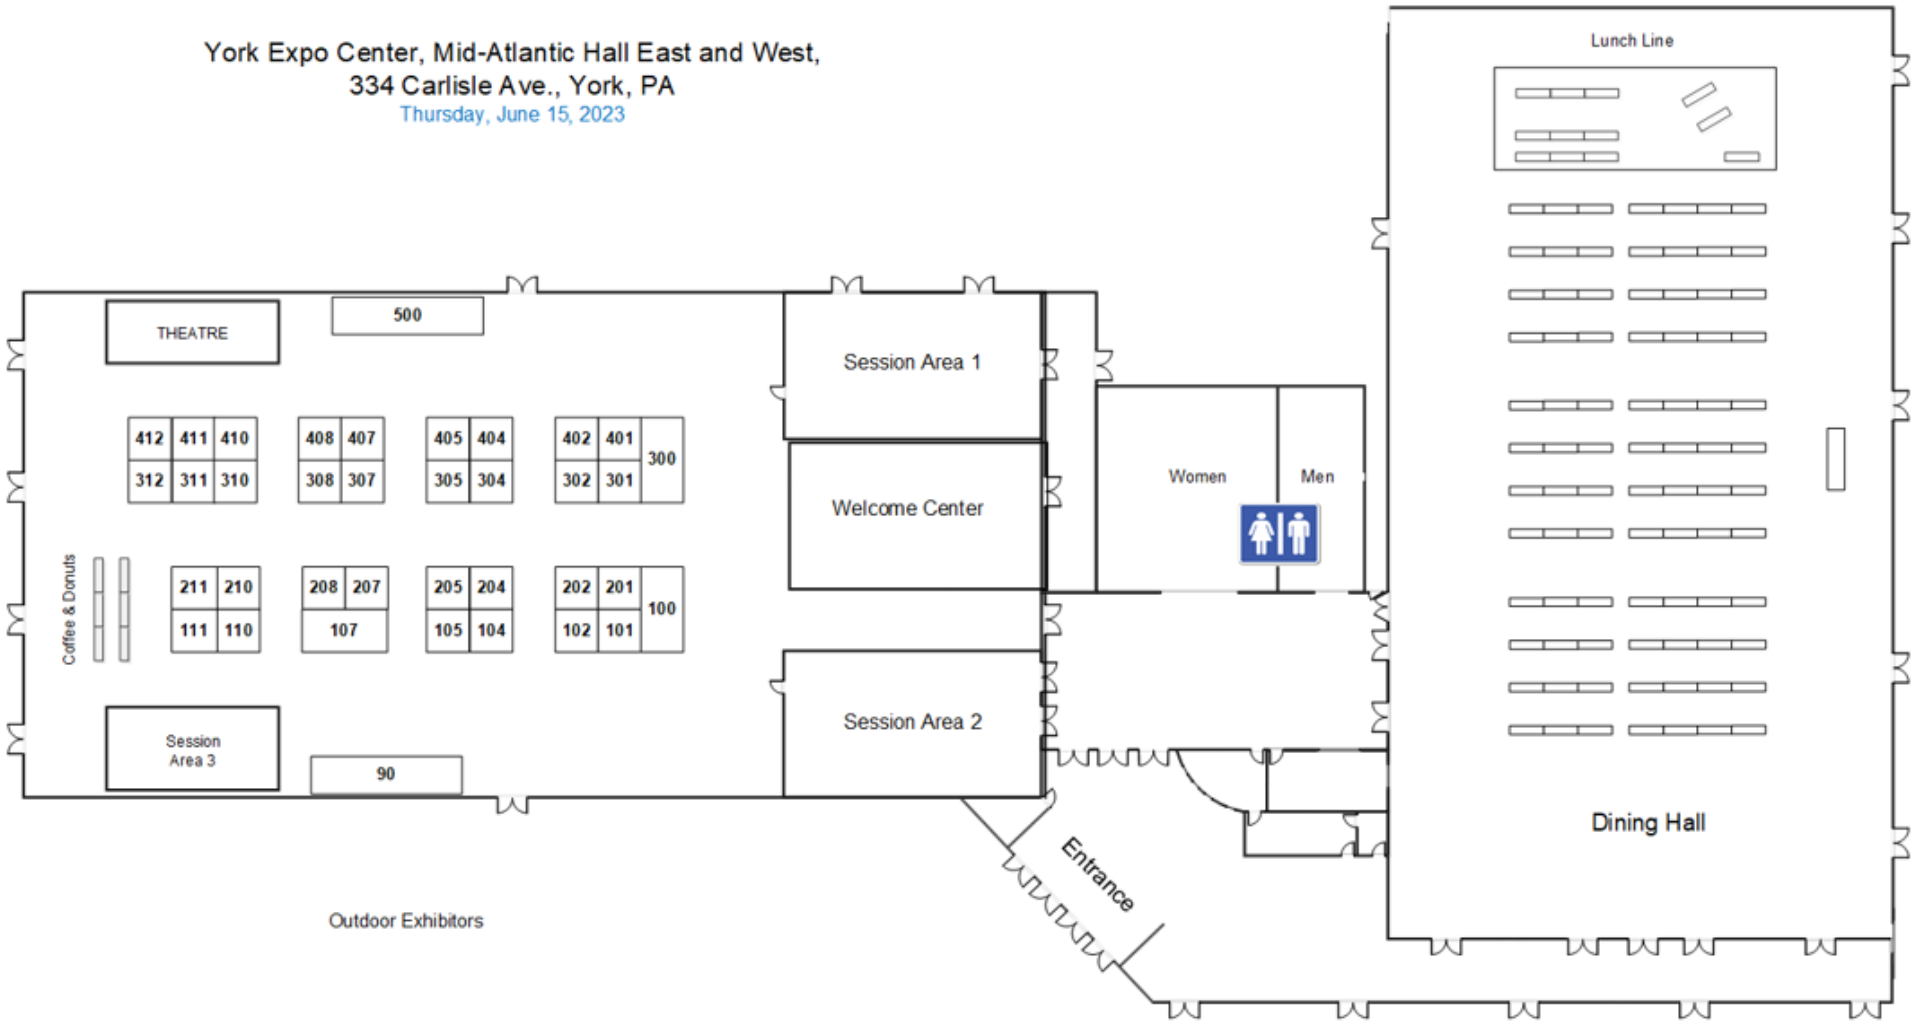 York Expo Center, Mid-Atlantic Hall East and West,
334 Carlisle Ave., York, PA
Thursday, June 15, 2023
Lunch Line
THEATRE
500
Session Area 1
412 411 410
408 407
405 404
402 401
300
312 311 310
308 307
305 304
302 301
Welcome Center
Women
Men
Coffee & Donuts
211 210
208 207
205 204
202 201
100
111 110
107
105 104
102 101
Session
Area 3
90
Session Area 2
Dining Hall
Entrance
Outdoor Exhibitors